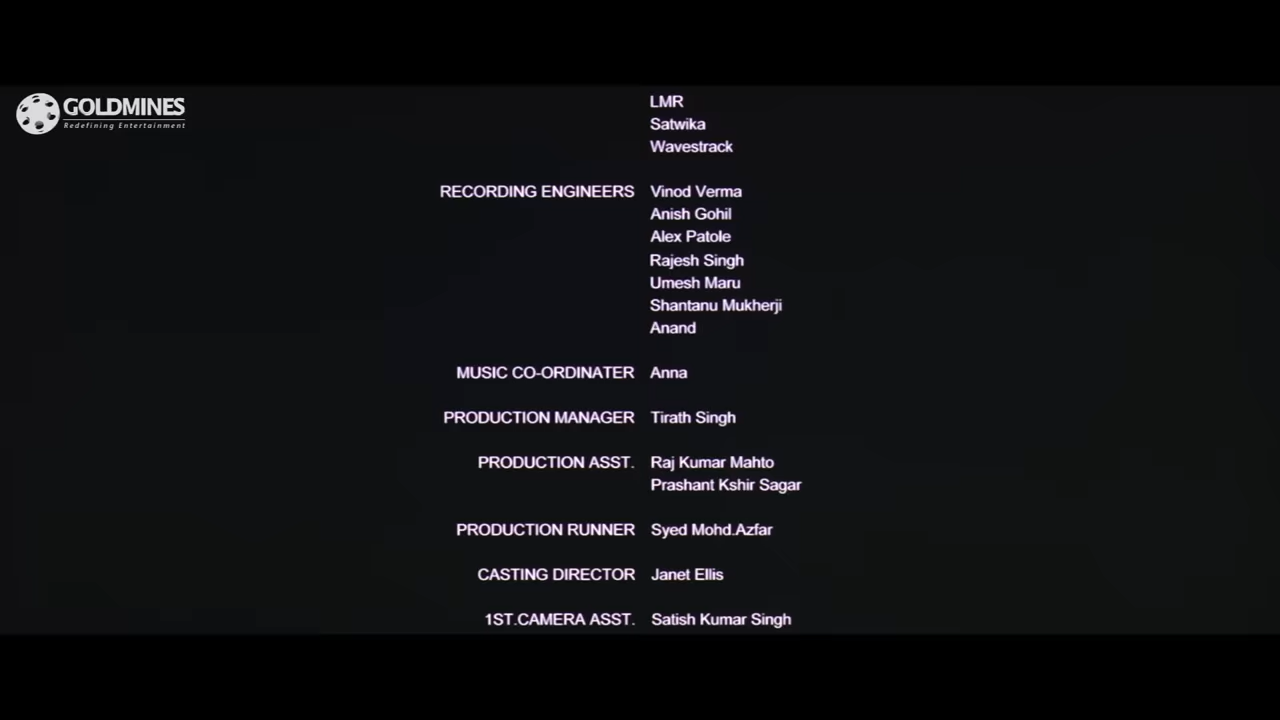 GOLDMINES
Redefining Entertainment
LMR
Satwika
Wavestrack
RECORDING ENGINEERS Vinod Verma
Anish Gohil
Alex Patole
Rajesh Singh
Umesh Maru
Shantanu Mukherji
Anand
MUSIC CO-ORDINATER Anna
PRODUCTION MANAGER Tirath Singh
PRODUCTION ASST. Raj Kumar Mahto
Prashant Kshir Sagar
PRODUCTION RUNNER Syed Mohd.Azfar
CASTING DIRECTOR Janet Ellis
1ST.CAMERA ASST. Satish Kumar Singh